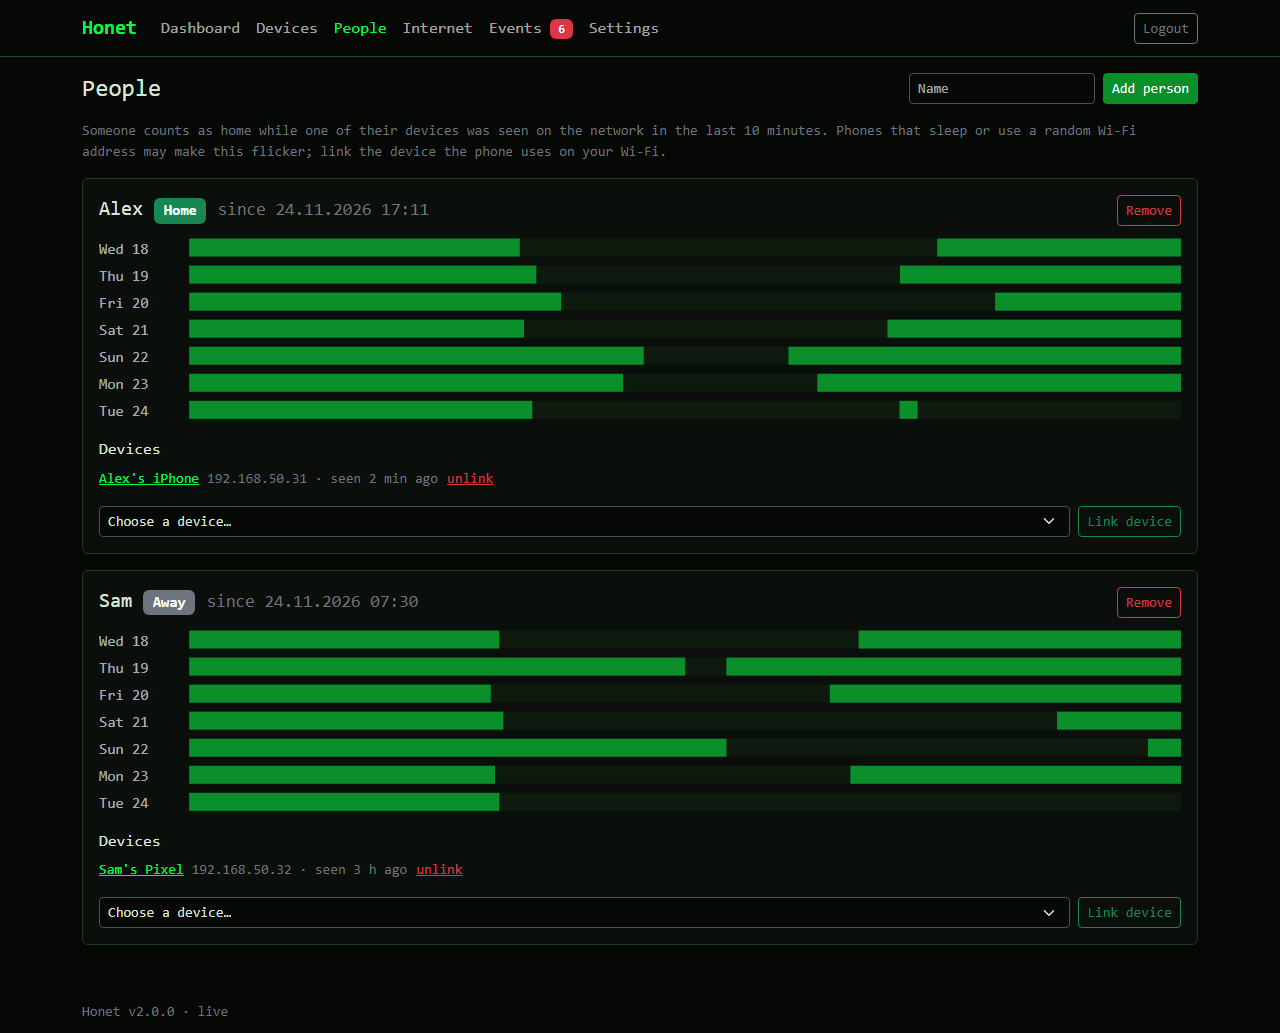 Honet Dashboard Devices People Internet Events 6 Settings Logout
People Name Add person
Someone counts as home while one of their devices was seen on the network in the last 10 minutes. Phones that sleep or use a random Wi-Fi
address may make this flicker; link the device the phone uses on your Wi-Fi.
Alex Home since 24.11.2026 17:11 Remove
Wed 18
Thu 19
Fri 20
Sat 21
Sun 22
Mon 23
Tue 24
Devices
Alex's iPhone 192.168.50.31 · seen 2 min ago unlink
Choose a device… Link device
Sam Away since 24.11.2026 07:30 Remove
Wed 18
Thu 19
Fri 20
Sat 21
Sun 22
Mon 23
Tue 24
Devices
Sam's Pixel 192.168.50.32 · seen 3 h ago unlink
Choose a device… Link device
Honet v2.0.0 · live